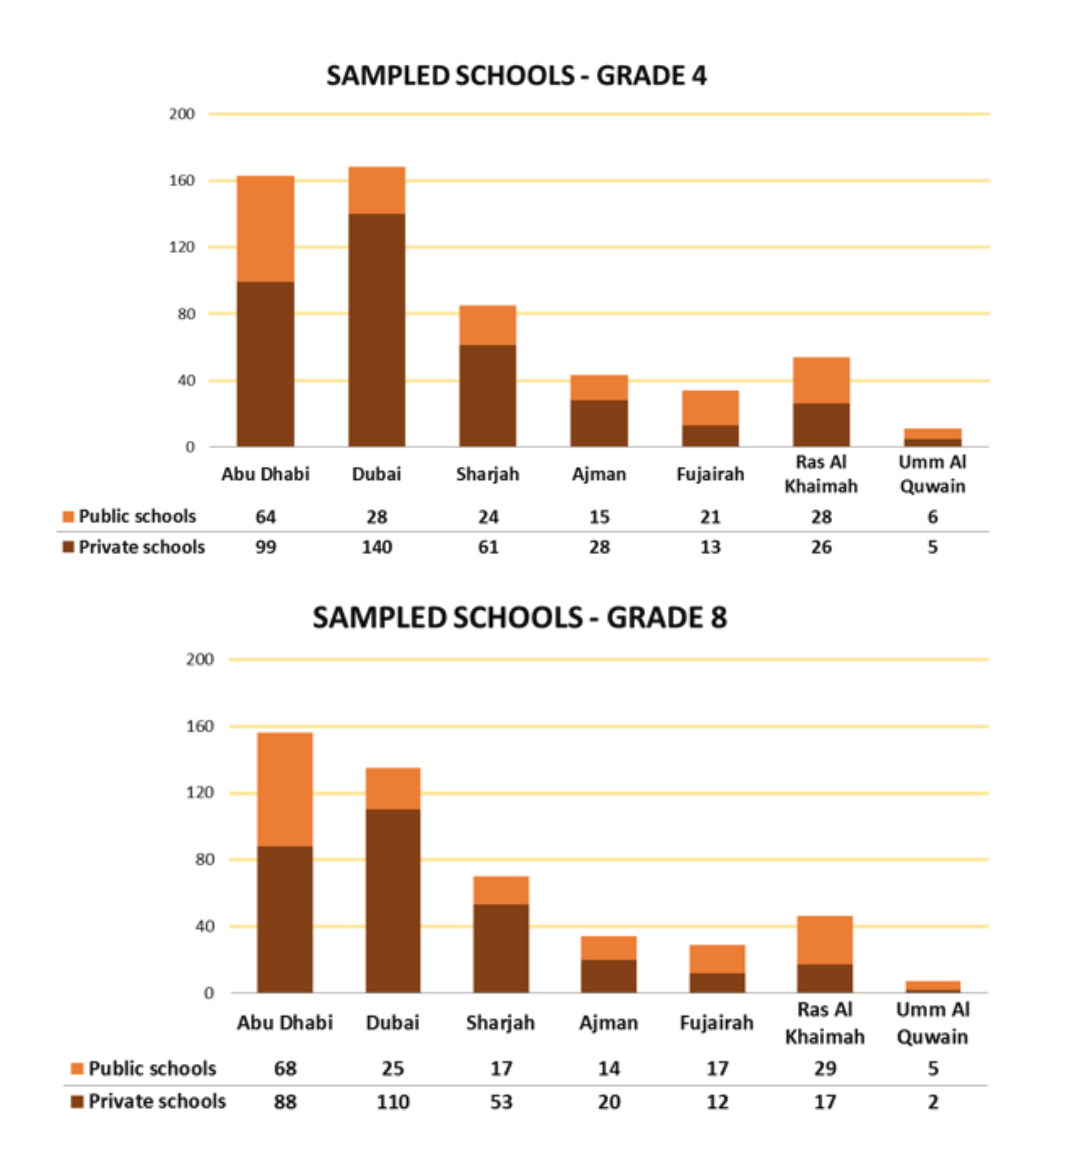 SAMPLED SCHOOLS - GRADE 4
200
160
120
80
40
0
Abu Dhabi Dubai Sharjah Ajman Fujairah Ras Al Khaimah Umm Al Quwain
Public schools 64 28 24 15 21 28 6
Private schools 99 140 61 28 13 26 5
SAMPLED SCHOOLS - GRADE 8
200
160
120
80
40
0
Abu Dhabi Dubai Sharjah Ajman Fujairah Ras Al Khaimah Umm Al Quwain
Public schools 68 25 17 14 17 29 5
Private schools 88 110 53 20 12 17 2